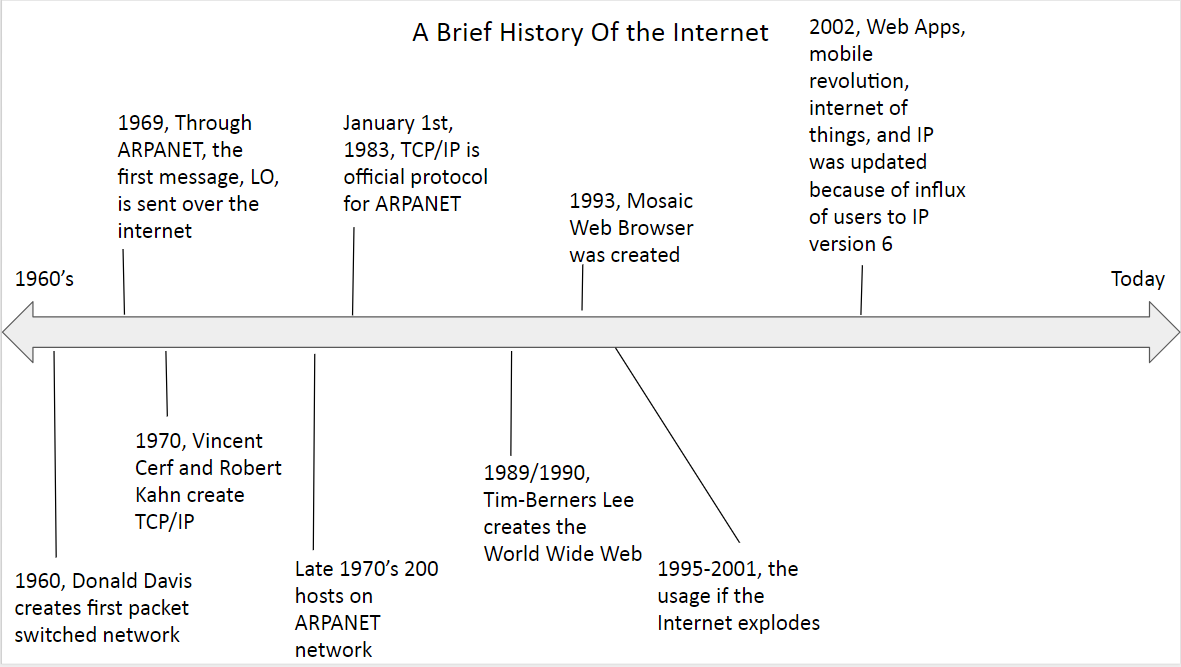 A Brief History Of the Internet
1960’s
Today
1969, Through
ARPANET, the
first message, LO,
is sent over the
internet
January 1st,
1983, TCP/IP is
official protocol
for ARPANET
1993, Mosaic
Web Browser
was created
2002, Web Apps,
mobile
revolution,
internet of
things, and IP
was updated
because of influx
of users to IP
version 6
1960, Donald Davis
creates first packet
switched network
1970, Vincent
Cerf and Robert
Kahn create
TCP/IP
Late 1970’s 200
hosts on
ARPANET
network
1989/1990,
Tim-Berners Lee
creates the
World Wide Web
1995-2001, the
usage if the
Internet explodes